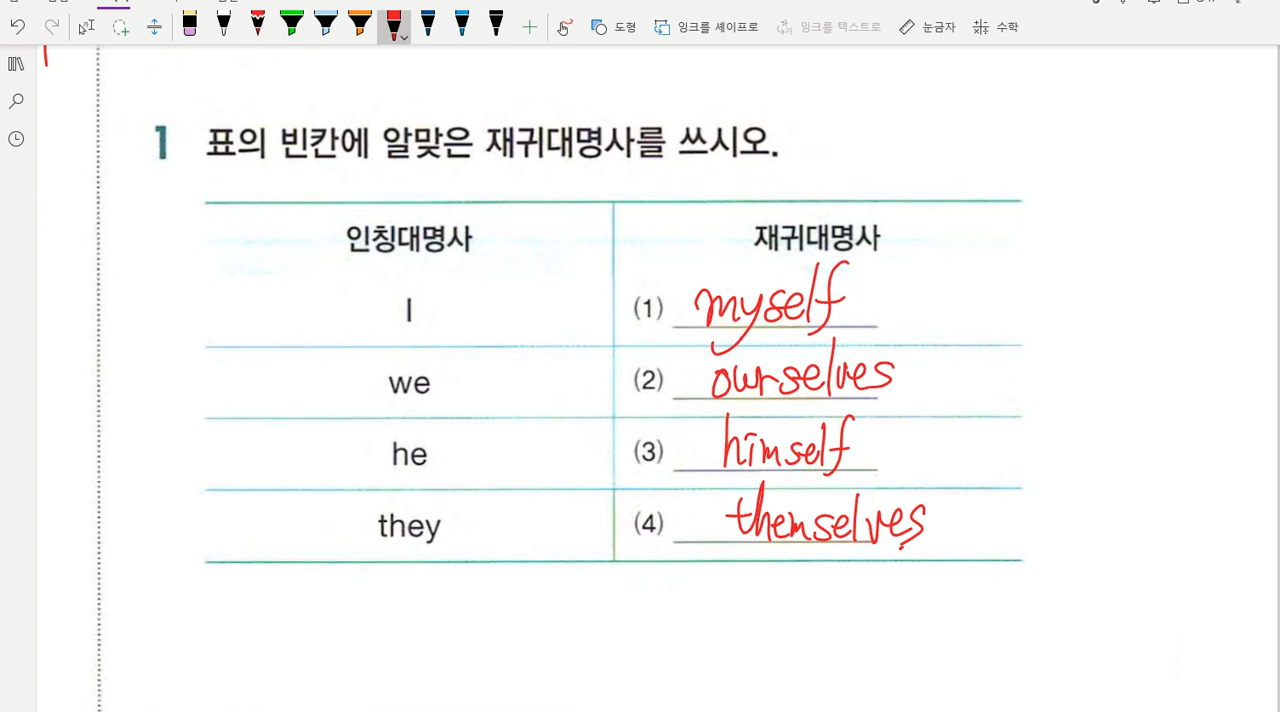 도형 잉크를 셰이프로 잉크를 텍스트로 눈금자 수학
1 표의 빈칸에 알맞은 재귀대명사를 쓰시오.
인칭대명사 재귀대명사
I (1) myself
we (2) ourselves
he (3) himself
they (4) themselves